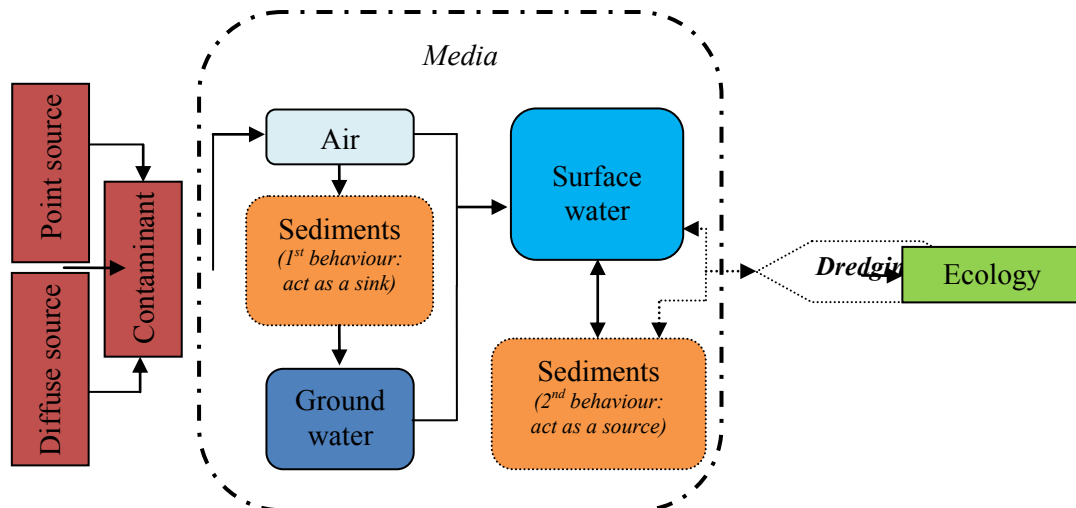 Media
Point source
Diffuse source
Contaminant
Air
Sediments
(1st behaviour:
act as a sink)
Ground
water
Surface
water
Sediments
(2nd behaviour:
act as a source)
Dredgin
Ecology